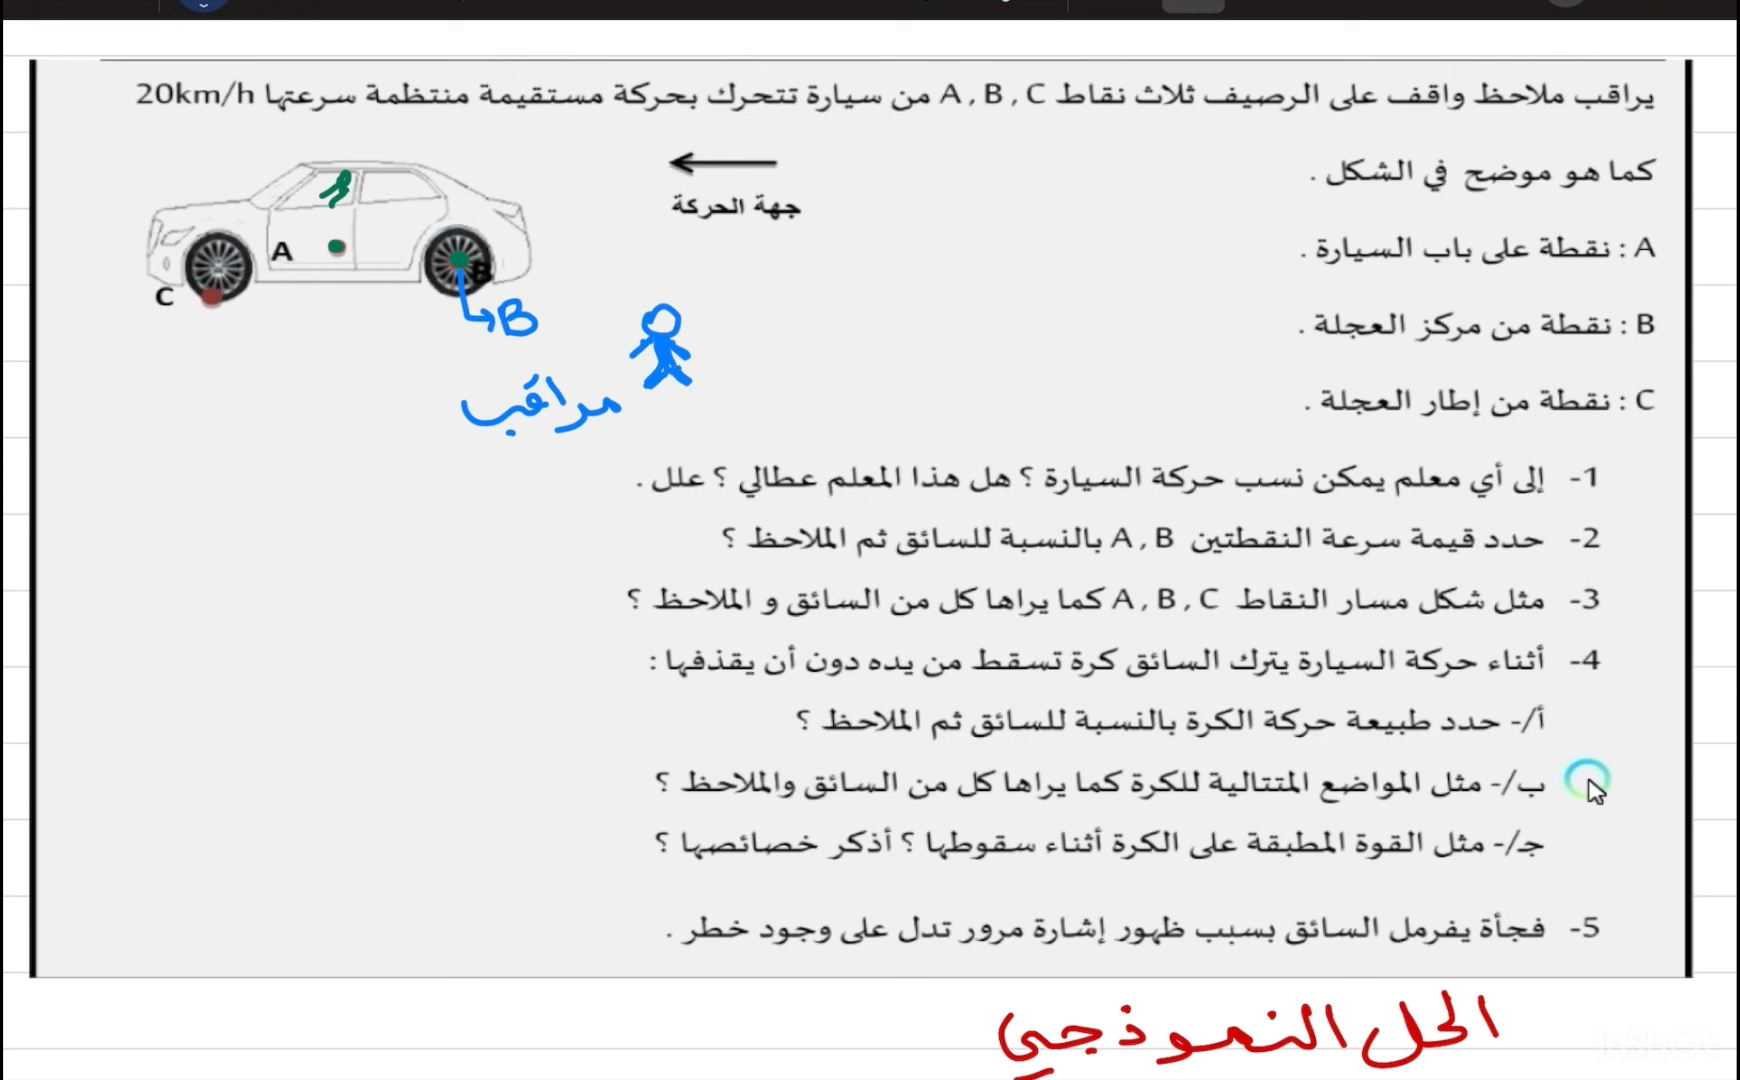 يراقب ملاحظ واقف على الرصيف ثلاث نقاط A , B , C من سيارة تتحرك بحركة مستقيمة منتظمة سرعتها 20km/h
كما هو موضح في الشكل .
جهة الحركة
A : نقطة على باب السيارة .
A
B
C
B : نقطة من مركز العجلة .
B
مراقب
C : نقطة من إطار العجلة .
1- إلى أي معلم يمكن نسب حركة السيارة ؟ هل هذا المعلم عطالي ؟ علل .
2- حدد قيمة سرعة النقطتين A , B بالنسبة للسائق ثم الملاحظ ؟
3- مثل شكل مسار النقاط A , B , C كما يراها كل من السائق و الملاحظ ؟
4- أثناء حركة السيارة يترك السائق كرة تسقط من يده دون أن يقذفها :
أ/- حدد طبيعة حركة الكرة بالنسبة للسائق ثم الملاحظ ؟
ب/- مثل المواضع المتتالية للكرة كما يراها كل من السائق والملاحظ ؟
جـ/- مثل القوة المطبقة على الكرة أثناء سقوطها ؟ أذكر خصائصها ؟
5- فجأة يفرمل السائق بسبب ظهور إشارة مرور تدل على وجود خطر .
الحل النموذجي
InShOt